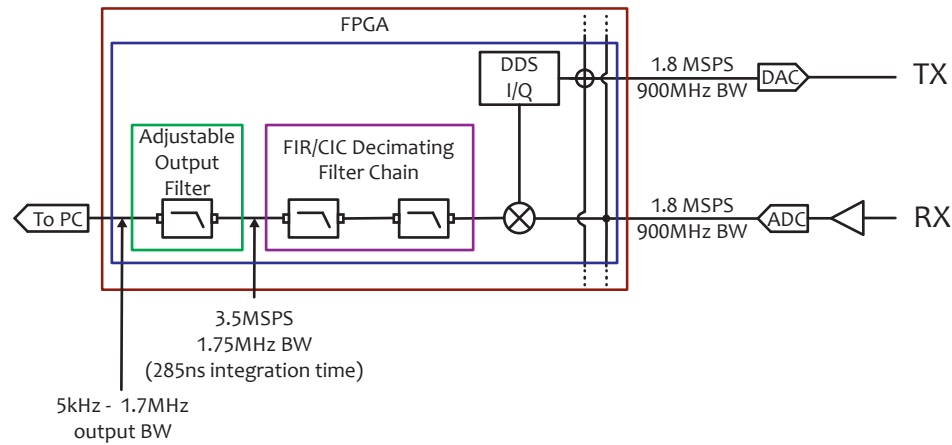 FPGA
DDS
I/Q
1.8 MSPS
900MHz BW
DAC
TX
Adjustable
Output
Filter
FIR/CIC Decimating
Filter Chain
To PC
1.8 MSPS
900MHz BW
ADC
RX
3.5MSPS
1.75MHz BW
(285ns integration time)
5kHz - 1.7MHz
output BW